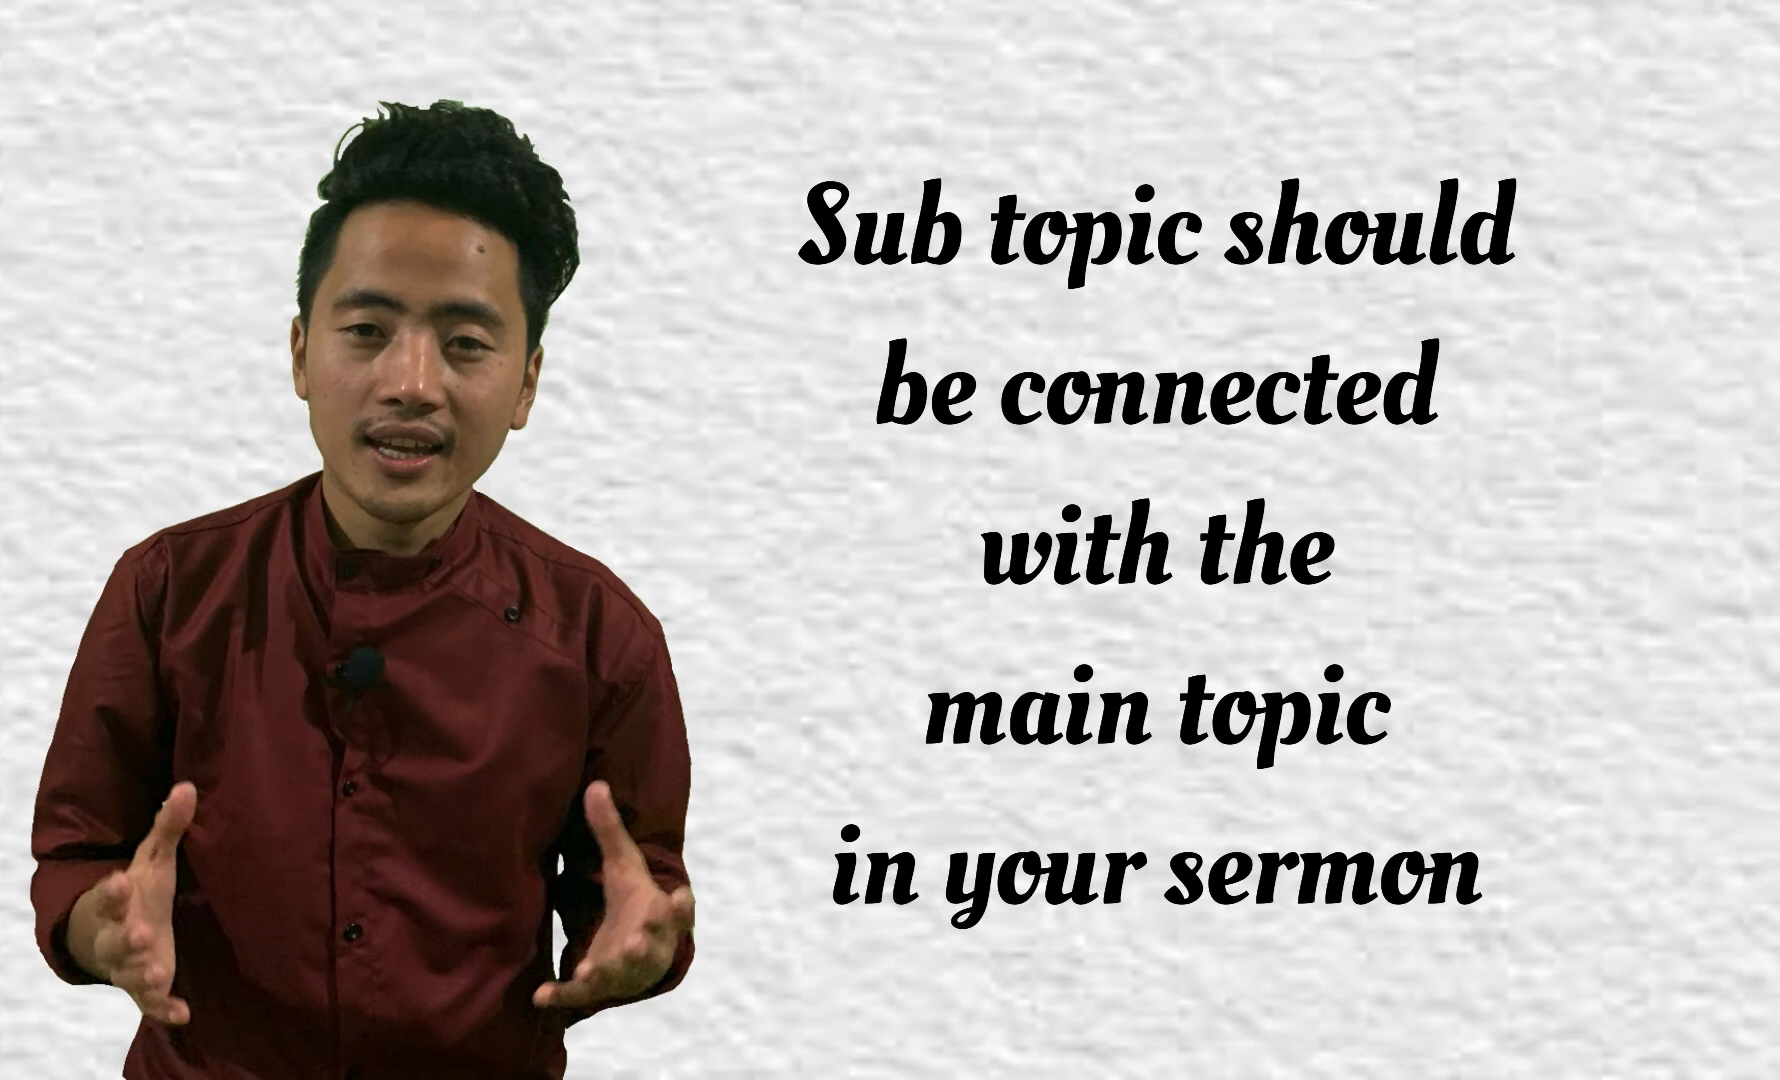 Sub topic should
be connected
with the
main topic
in your sermon